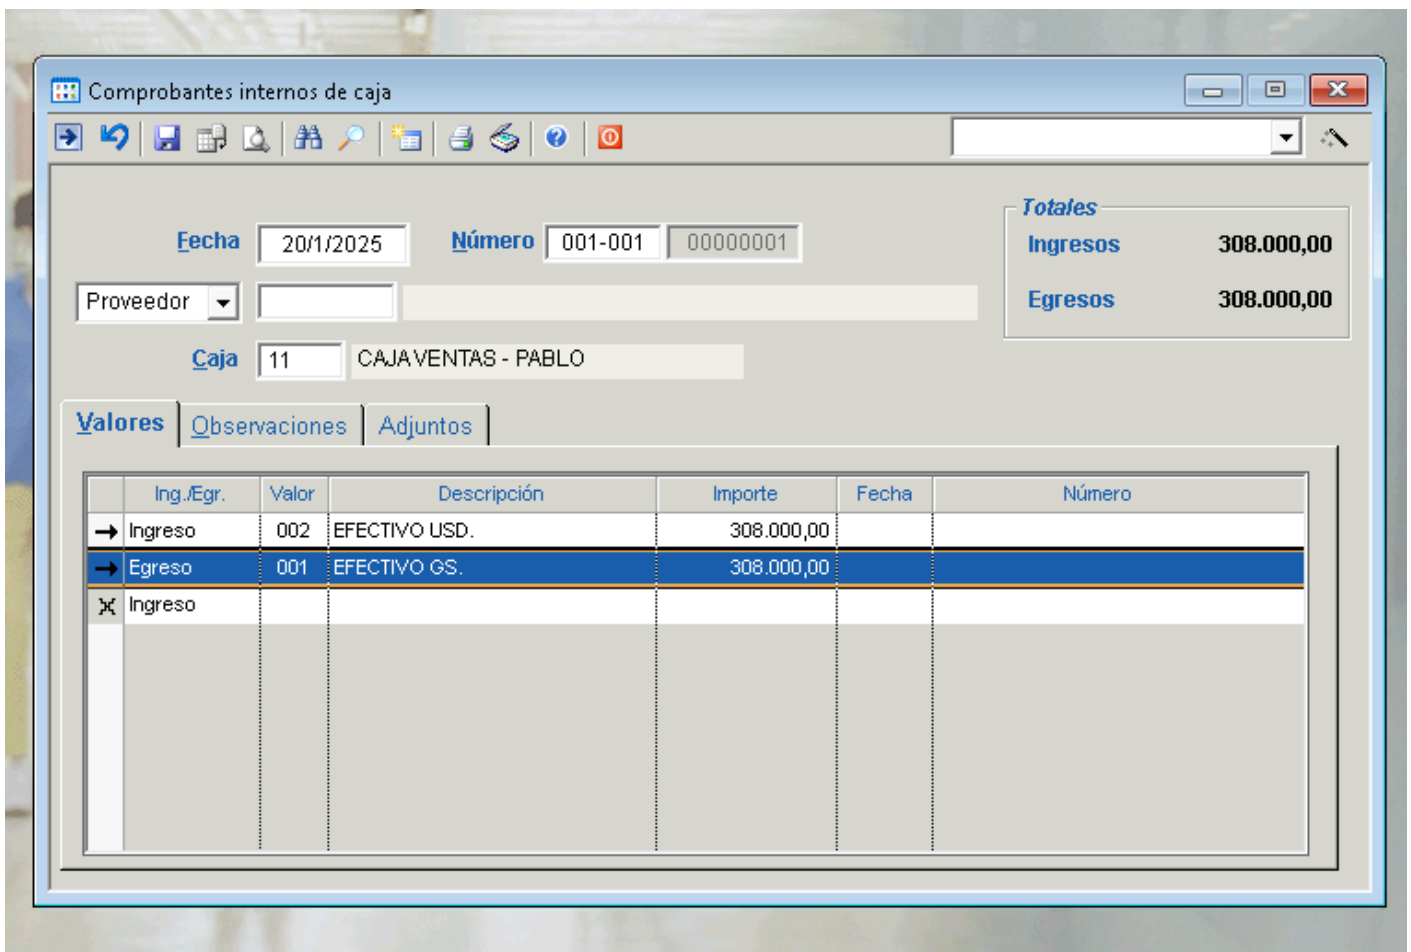 Comprobantes internos de caja
Totales
Fecha 20/1/2025 Número 001-001 00000001
Ingresos 308.000,00
Proveedor
Egresos 308.000,00
Caja 11 CAJA VENTAS - PABLO
Valores Observaciones Adjuntos
Ing./Egr. Valor Descripción Importe Fecha Número
Ingreso 002 EFECTIVO USD. 308.000,00
Egreso 001 EFECTIVO GS. 308.000,00
Ingreso